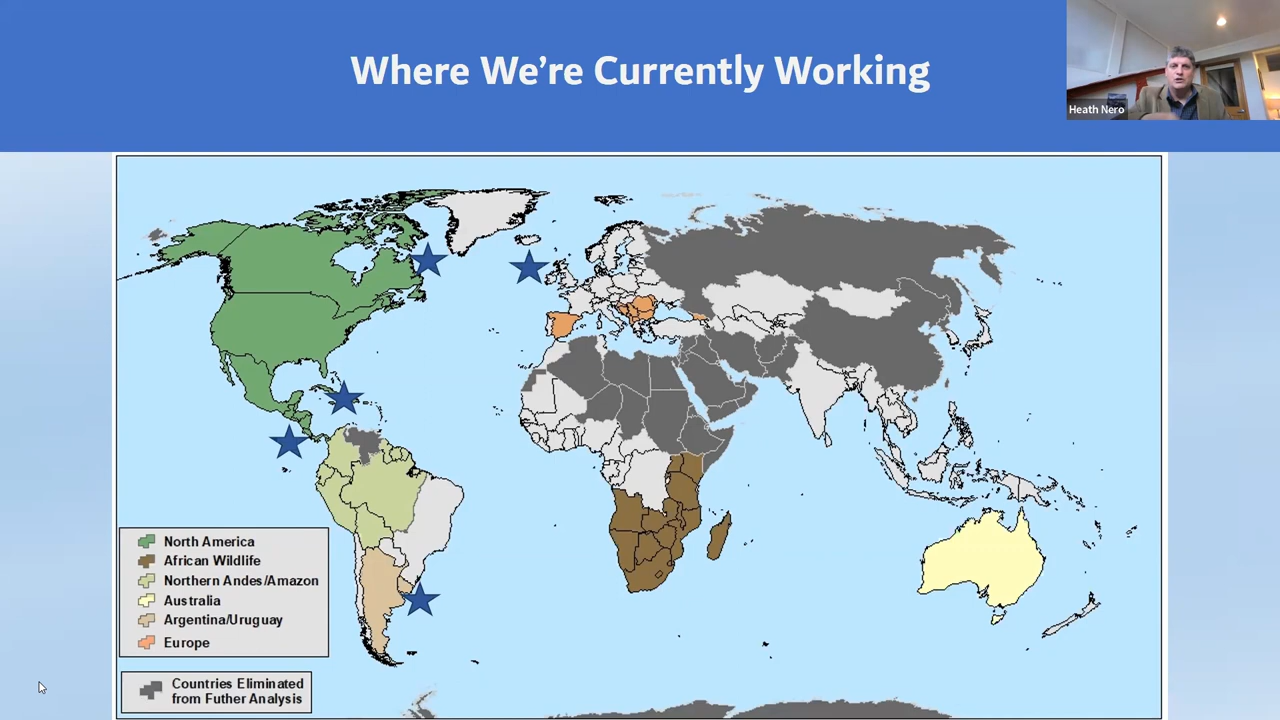 Where We're Currently Working
Heath Nero
North America
African Wildlife
Northern Andes/Amazon
Australia
Argentina/Uruguay
Europe
Countries Eliminated
from Futher Analysis